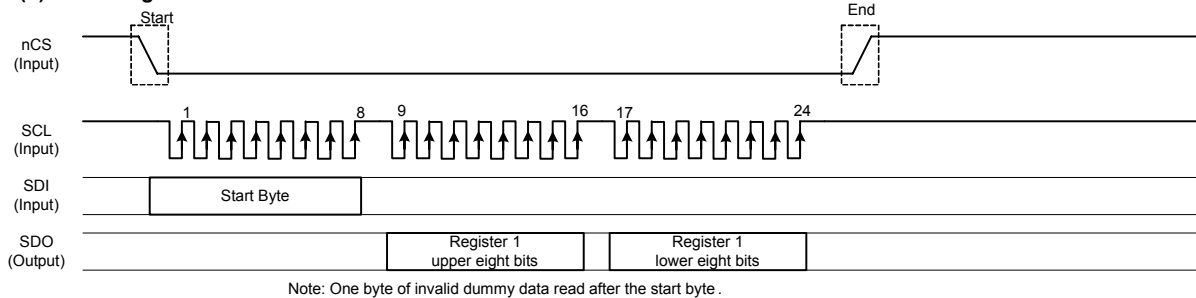 Start
End
nCS
(Input)
1
8
9
16
17
24
SCL
(Input)
SDI
(Input)
Start Byte
SDO
(Output)
Register 1
upper eight bits
Register 1
lower eight bits
Note: One byte of invalid dummy data read after the start byte .